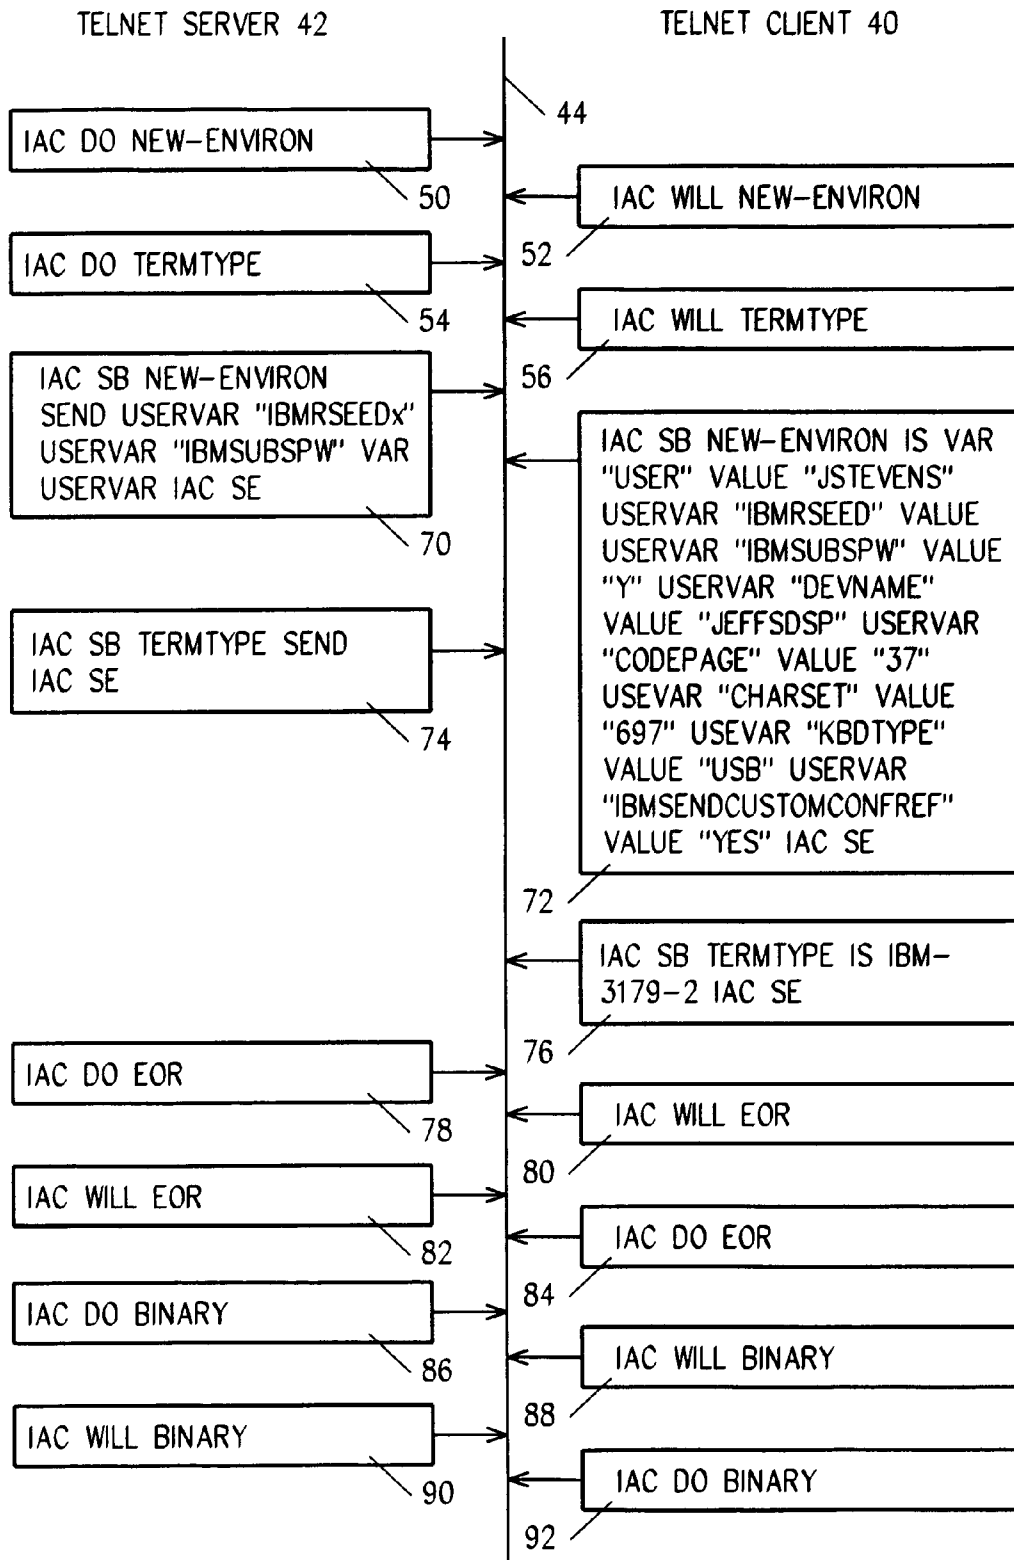 TELNET SERVER 42
TELNET CLIENT 40
44
IAC DO NEW-ENVIRON
50
IAC WILL NEW-ENVIRON
52
IAC DO TERMTYPE
54
IAC WILL TERMTYPE
56
IAC SB NEW-ENVIRON
SEND USERVAR "IBMRSEEDx"
USERVAR "IBMSUBSPW" VAR
USERVAR IAC SE
70
IAC SB NEW-ENVIRON IS VAR
"USER" VALUE "JSTEVENS"
USERVAR "IBMRSEED" VALUE
USERVAR "IBMSUBSPW" VALUE
"Y" USERVAR "DEVNAME"
VALUE "JEFFSDSP" USERVAR
"CODEPAGE" VALUE "37"
USEVAR "CHARSET" VALUE
"697" USEVAR "KBDTYPE"
VALUE "USB" USERVAR
"IBMSENDCUSTOMCONFREF"
VALUE "YES" IAC SE
72
IAC SB TERMTYPE SEND
IAC SE
74
IAC SB TERMTYPE IS IBM-
3179-2 IAC SE
76
IAC DO EOR
78
IAC WILL EOR
80
IAC WILL EOR
82
IAC DO EOR
84
IAC DO BINARY
86
IAC WILL BINARY
88
IAC WILL BINARY
90
IAC DO BINARY
92